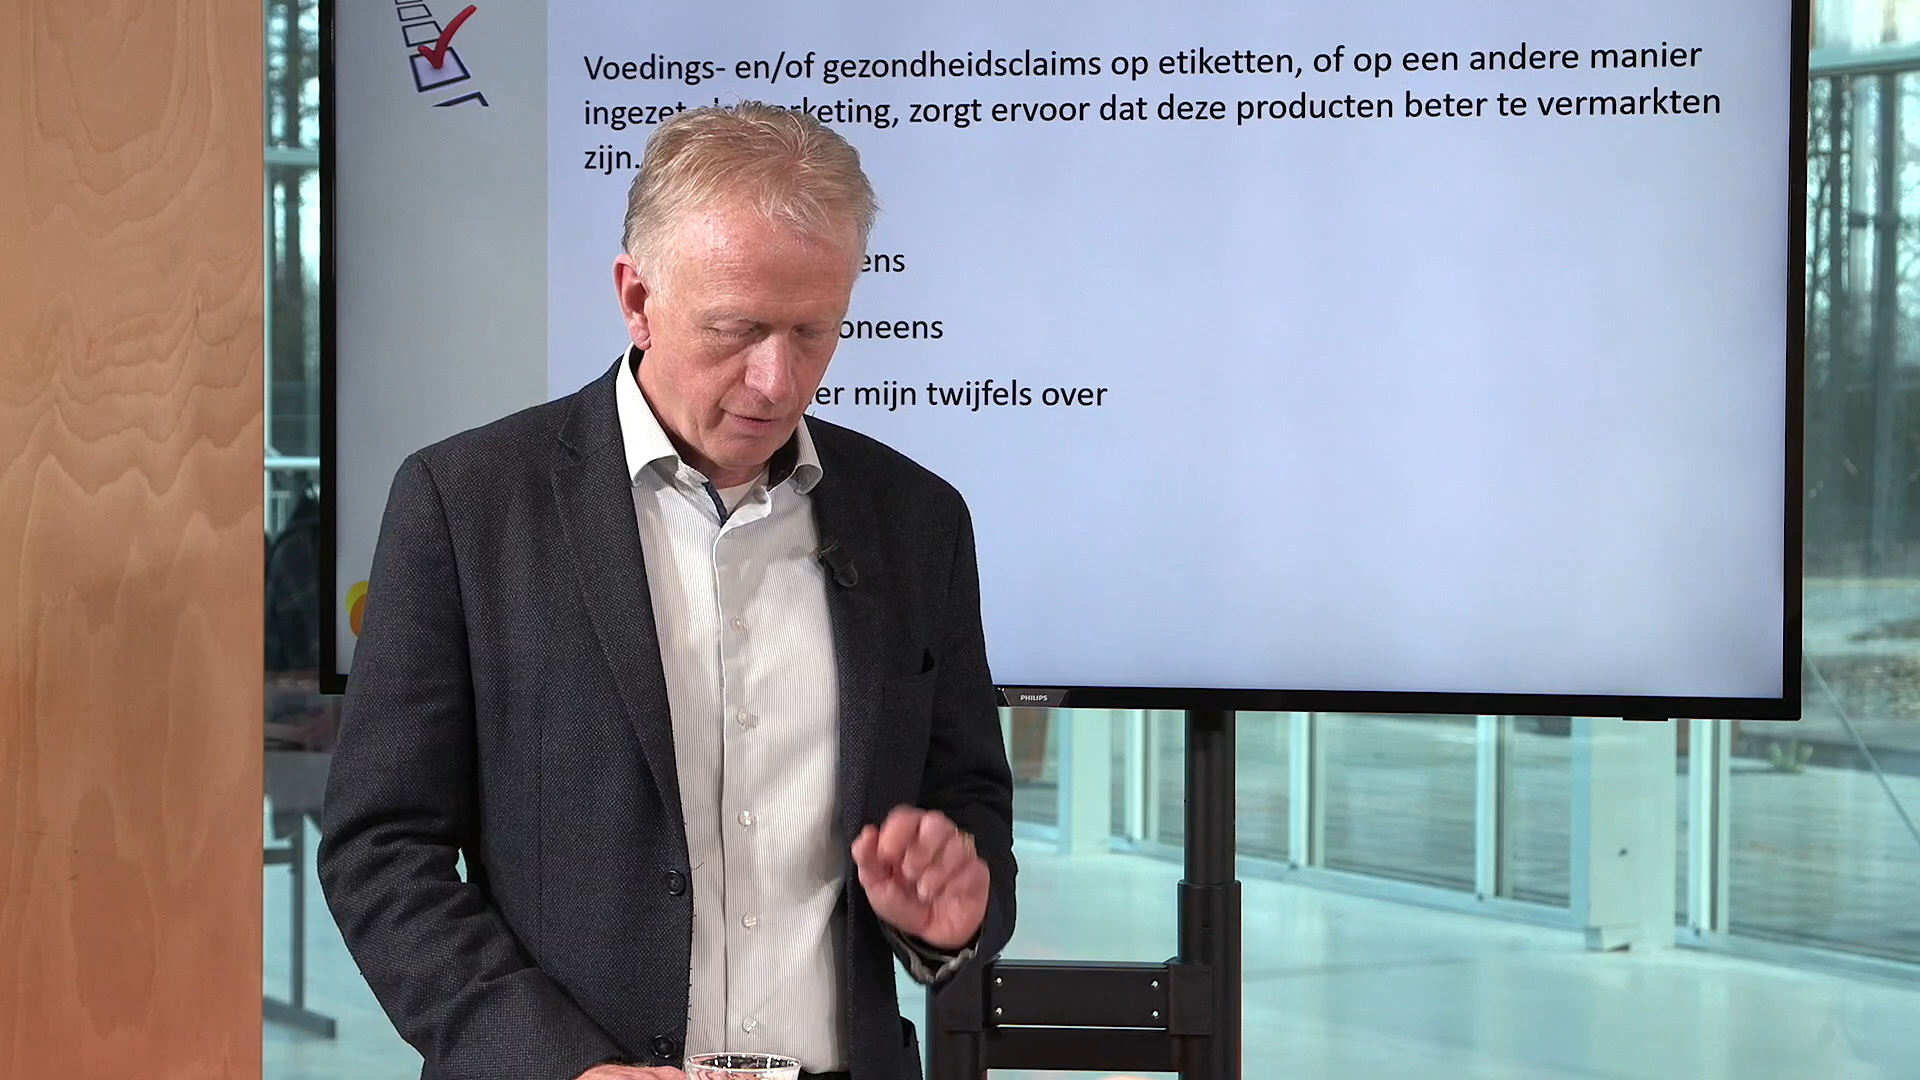 Voedings- en/of gezondheidsclaims op etiketten, of op een andere manier
ingezet keting, zorgt ervoor dat deze producten beter te vermarkten
zijn.
ens
oneens
er mijn twijfels over
PHILIPS